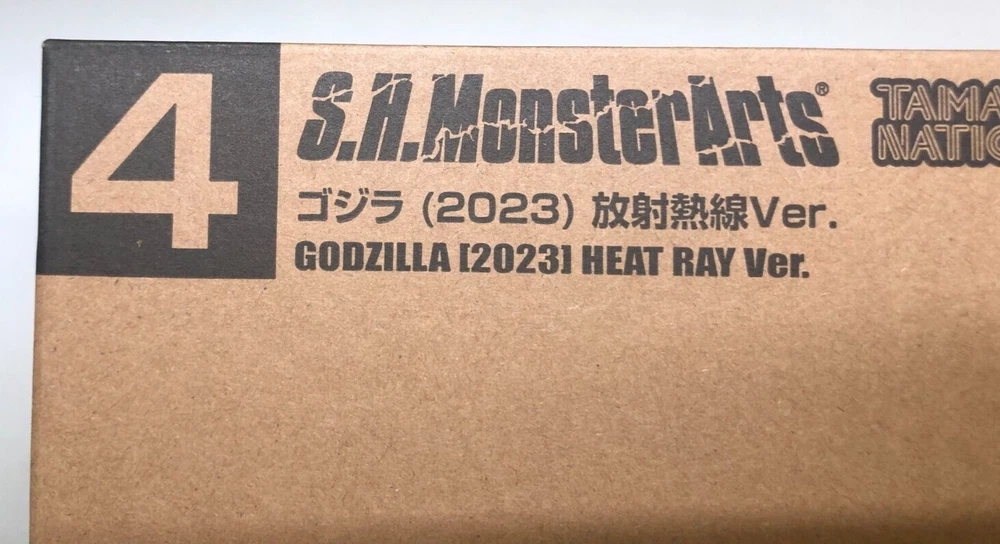 4
S.H.MonsterArts®
ゴジラ (2023) 放射熱線Ver.
GODZILLA [2023] HEAT RAY Ver.